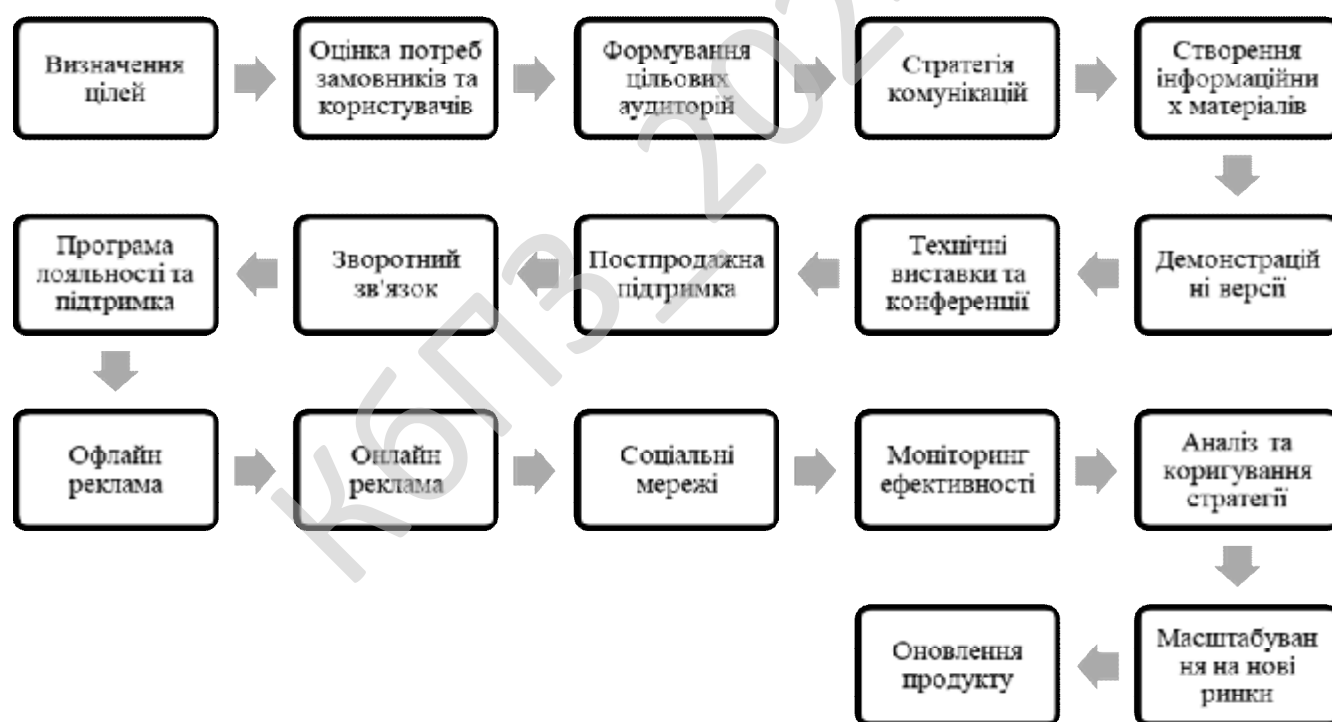 Визначення
цілей
Оцінка потреб
замовників та
користувачів
Формування
цільових
аудиторій
Стратегія
комунікацій
Створення
інформаційни
х матеріалів
Програма
лояльності та
підтримка
Зворотний
зв'язок
Постпродажна
підтримка
Технічні
виставки та
конференції
Демонстрацій
ні версії
Офлайн
реклама
Онлайн
реклама
Соціальні
мережі
Моніторинг
ефективності
Аналіз та
коригування
стратегії
Оновлення
продукту
Масштабуван
ня на нові
ринки